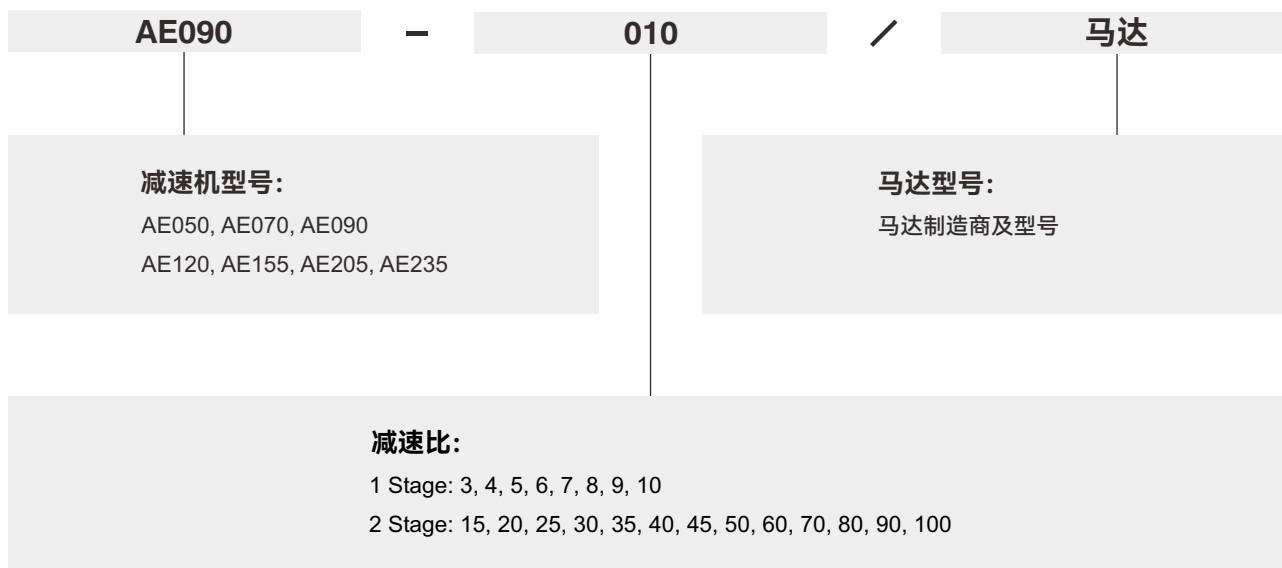 AE090 – 010 / 马达
减速机型号：
AE050, AE070, AE090
AE120, AE155, AE205, AE235
马达型号：
马达制造商及型号
减速比：
1 Stage: 3, 4, 5, 6, 7, 8, 9, 10
2 Stage: 15, 20, 25, 30, 35, 40, 45, 50, 60, 70, 80, 90, 100